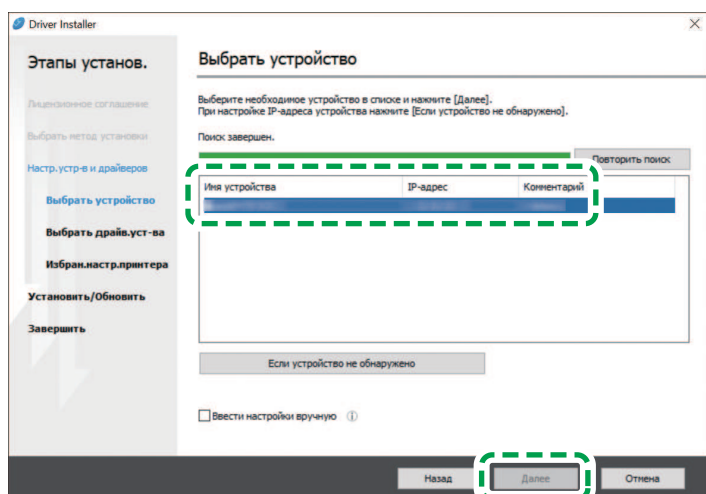 Driver Installer
Этапы установ.
Лицензионное соглашение
Выбрать метод установки
Настр.устр-в и драйверов
Выбрать устройство
Выбрать драйв.уст-ва
Избран.настр.принтера
Установить/Обновить
Завершить
Выбрать устройство
Выберите необходимое устройство в списке и нажмите [Далее].
При настройке IP-адреса устройства нажмите [Если устройство не обнаружено].
Поиск завершен.
Повторить поиск
Имя устройства IP-адрес Комментарий
Если устройство не обнаружено
Ввести настройки вручную
Назад Далее Отмена